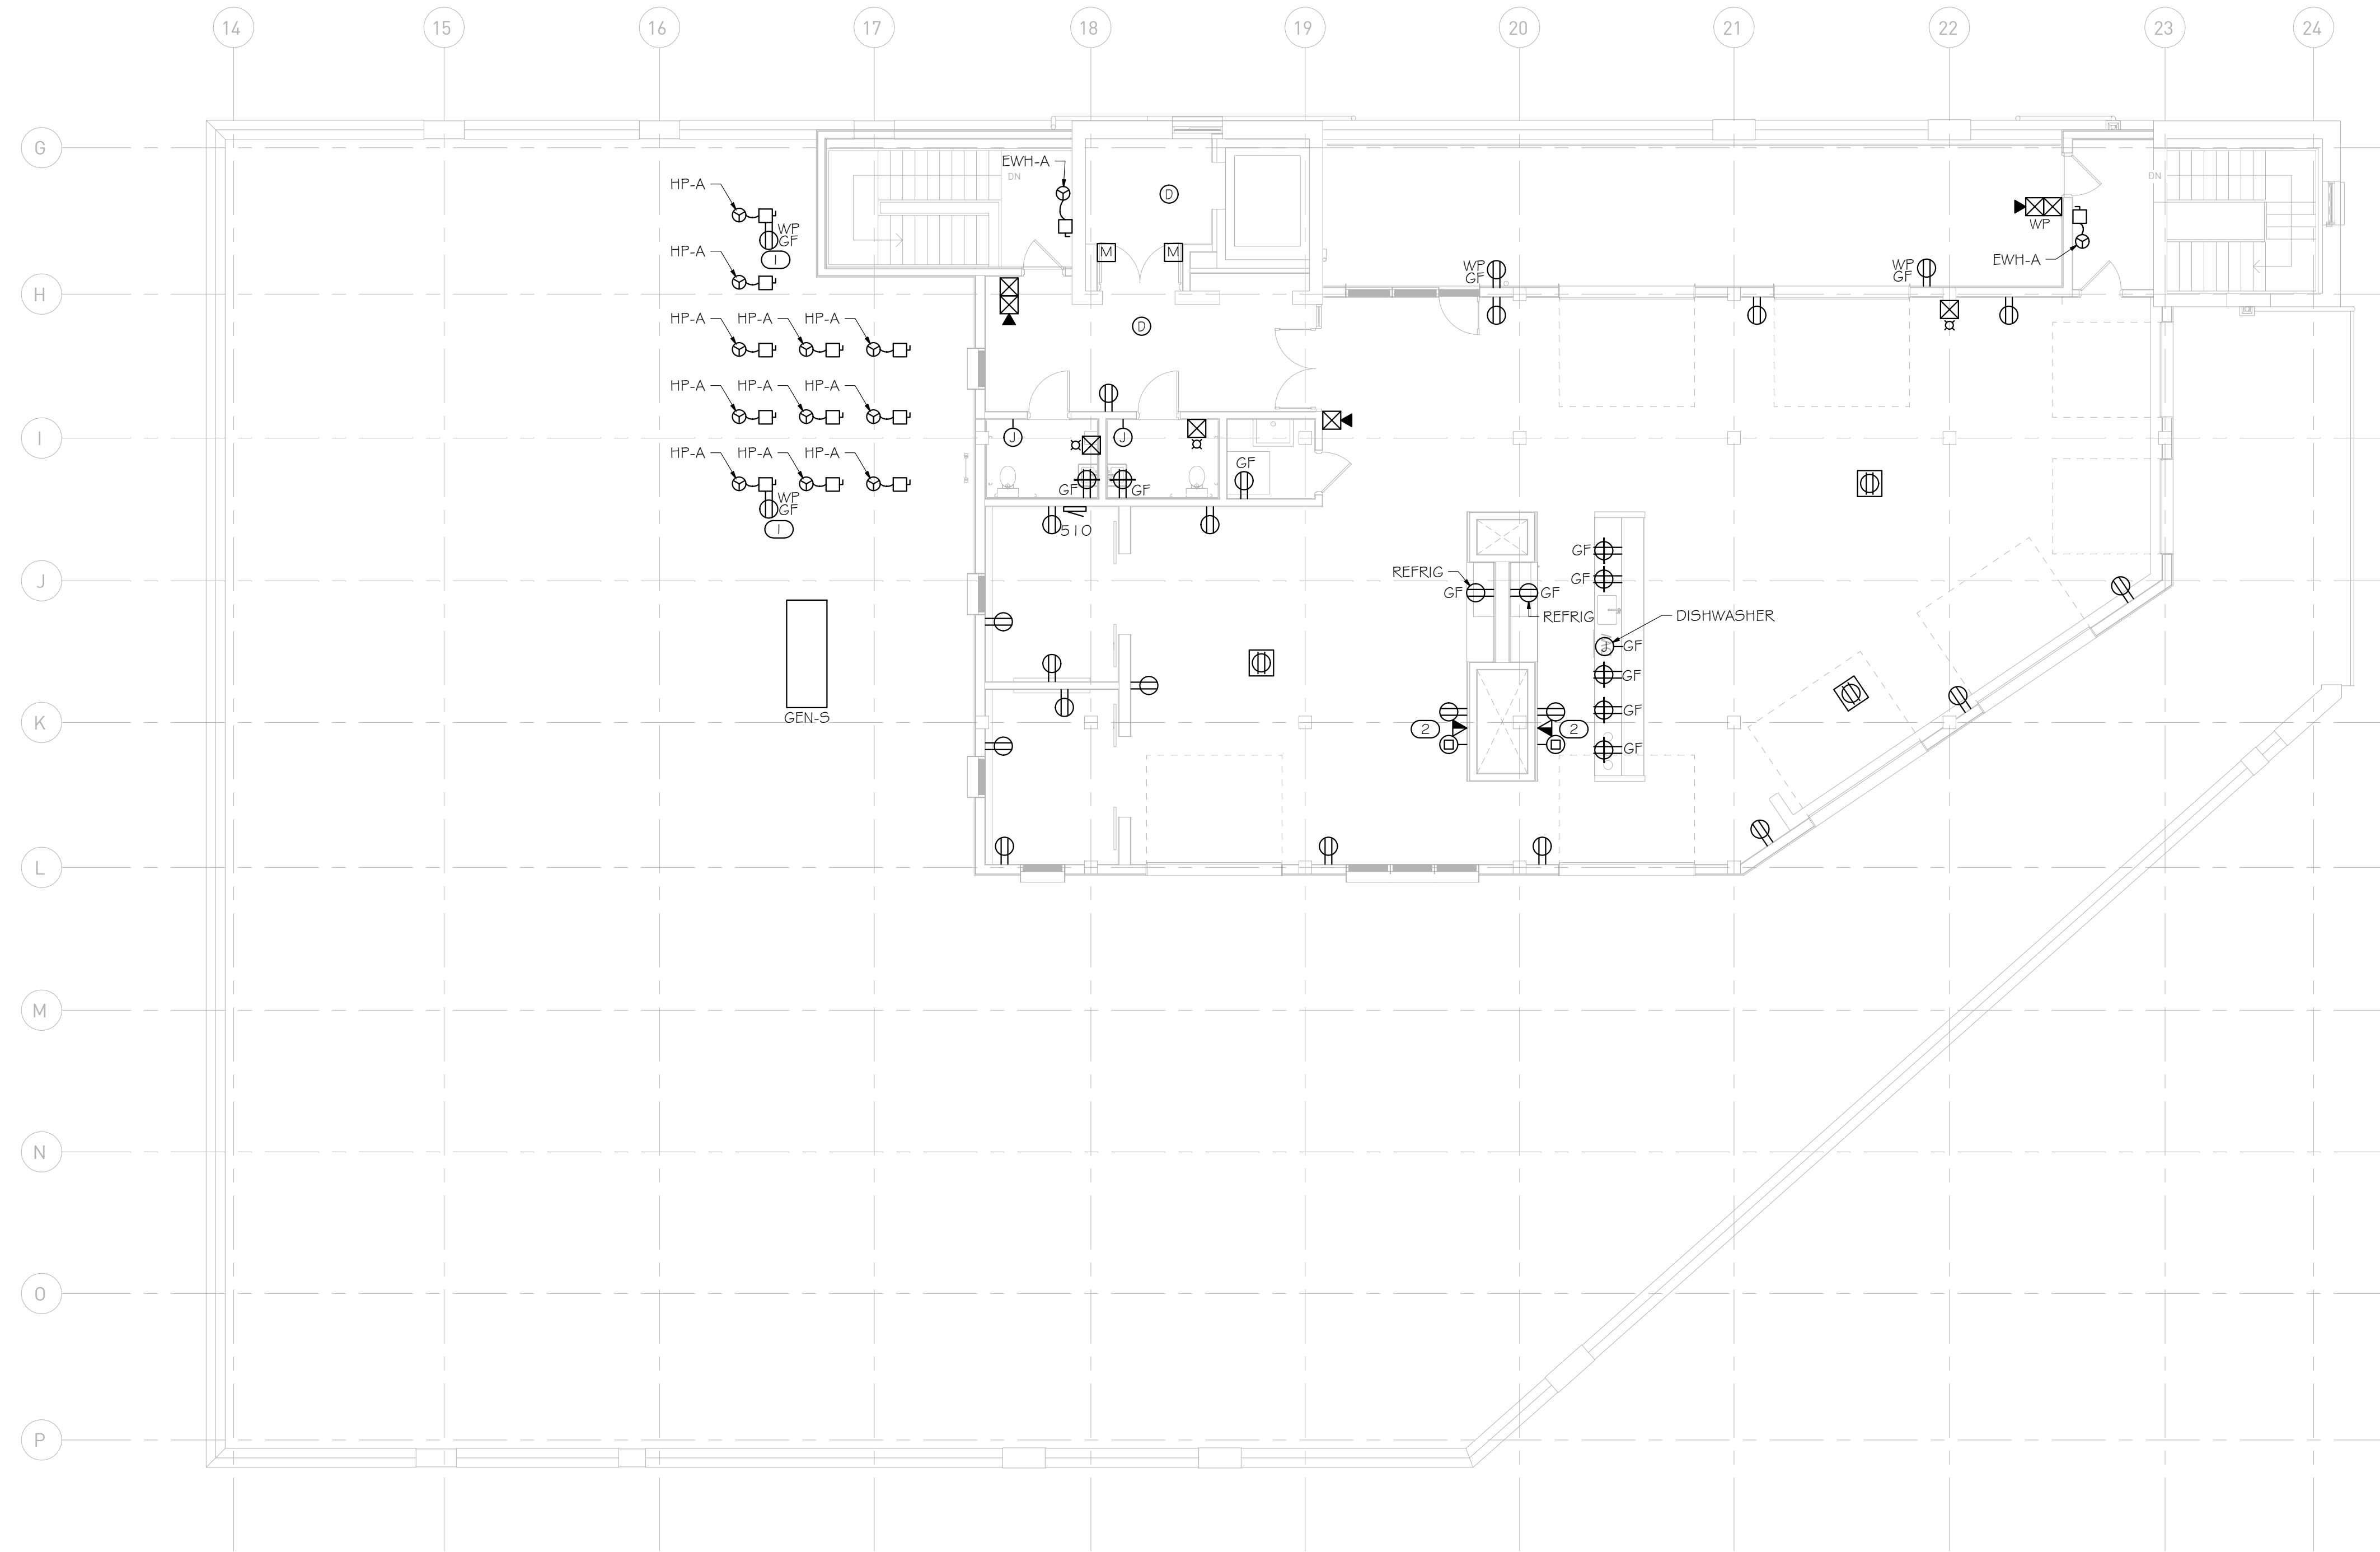 14 15 16 17 18 19 20 21 22 23 24
G
EWH-A
DN
DN
D
HP-A
WP
GF
1
WP
M M
HP-A
EWH-A
WP
GF
WP
GF
H
HP-A HP-A HP-A
D
HP-A HP-A HP-A
I
J J
HP-A HP-A HP-A
GF
GF GF
WP
GF
1
510
GF
J
GF
REFRIG
GF GF
REFRIG
DISHWASHER
J GF
GF
GF
K
GEN-S
2 2
GF
L
M
N
O
P